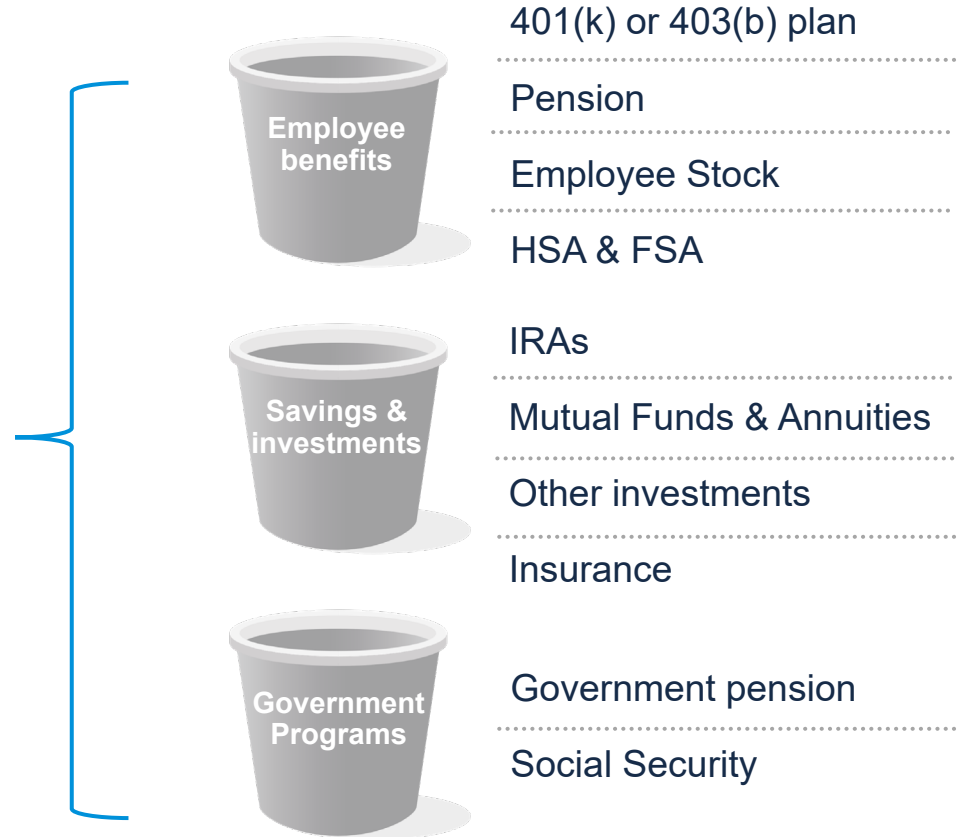 Employee
benefits
401(k) or 403(b) plan
Pension
Employee Stock
HSA & FSA
Savings &
investments
IRAs
Mutual Funds & Annuities
Other investments
Insurance
Government
Programs
Government pension
Social Security